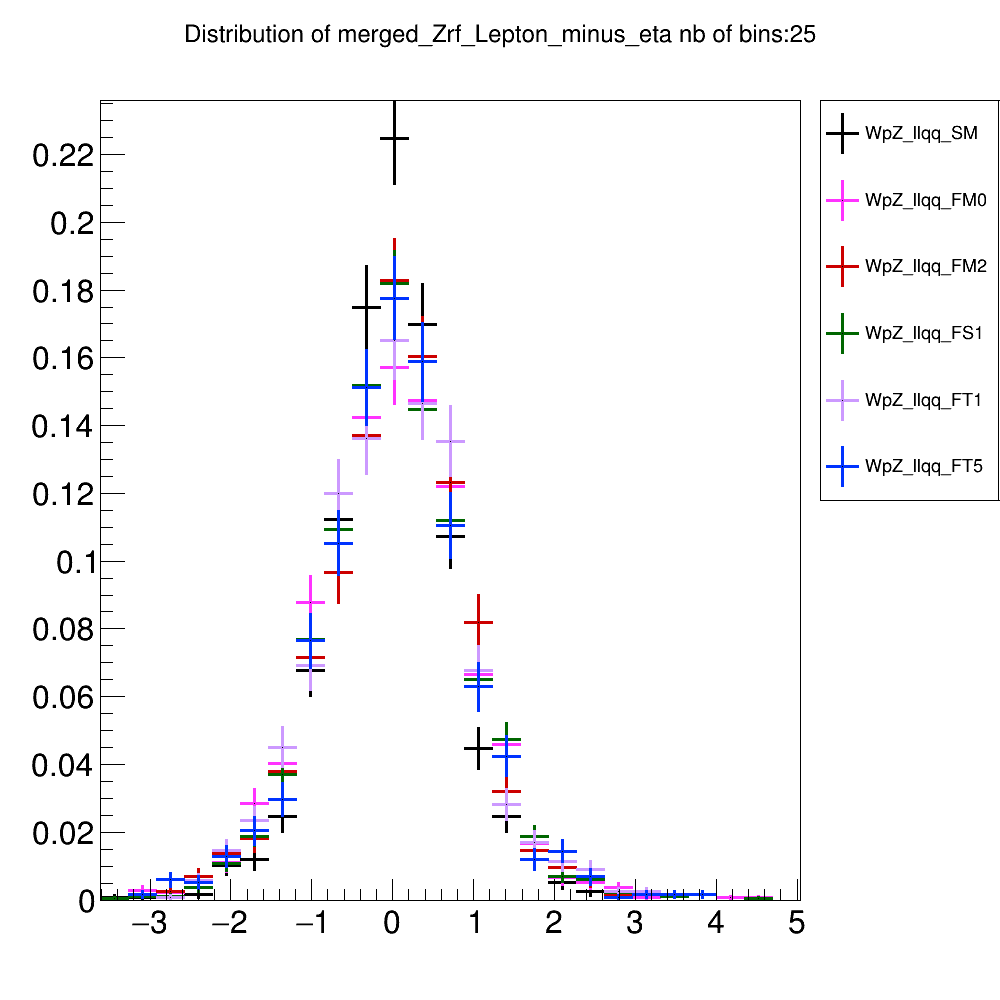 Distribution of merged_Zrf_Lepton_minus_eta nb of bins:25
WpZ_llqq_SM
WpZ_llqq_FM0
WpZ_llqq_FM2
WpZ_llqq_FS1
WpZ_llqq_FT1
WpZ_llqq_FT5
0.22
0.2
0.18
0.16
0.14
0.12
0.1
0.08
0.06
0.04
0.02
0
−3 −2 −1 0 1 2 3 4 5